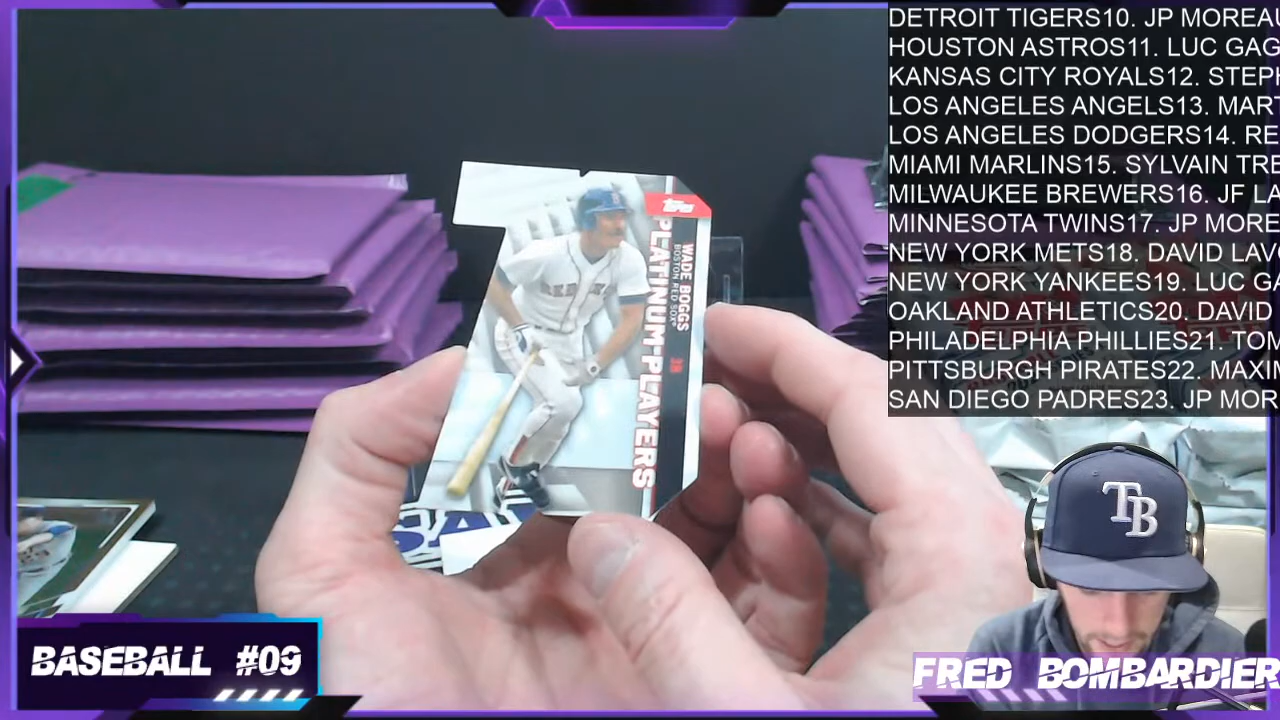 DETROIT TIGERS10. JP MOREAU
HOUSTON ASTROS11. LUC GAG
KANSAS CITY ROYALS12. STEPH
LOS ANGELES ANGELS13. MART
LOS ANGELES DODGERS14. RE
MIAMI MARLINS15. SYLVAIN TRE
MILWAUKEE BREWERS16. JF LA
MINNESOTA TWINS17. JP MORE
NEW YORK METS18. DAVID LAV
NEW YORK YANKEES19. LUC GA
OAKLAND ATHLETICS20. DAVID
PHILADELPHIA PHILLIES21. TOM
PITTSBURGH PIRATES22. MAXIM
SAN DIEGO PADRES23. JP MOR
Topps
WADE BOGGS
BOSTON RED SOX
PLATINUM PLAYERS
TB
BASEBALL #09
FRED BOMBARDIER